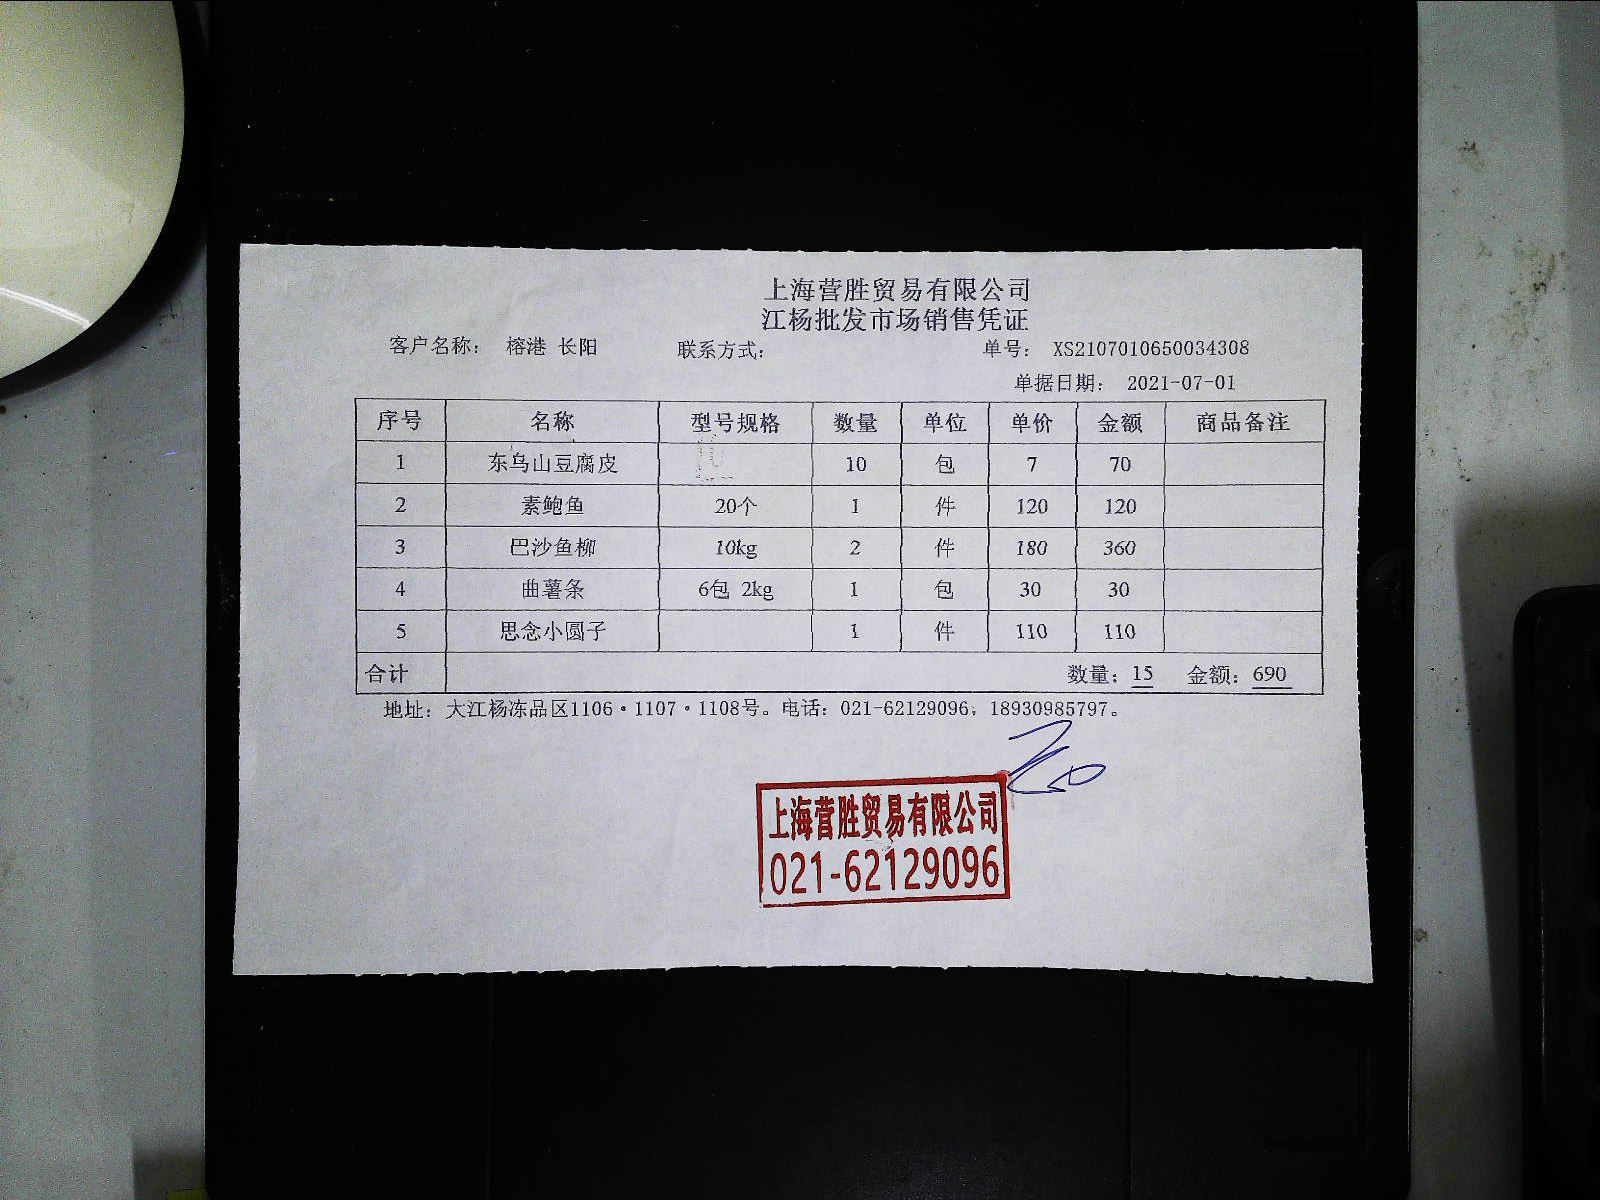 上海营胜贸易有限公司
江杨批发市场销售凭证
客户名称： 榕港 长阳 联系方式： 单号： XS2107010650034308
单据日期： 2021-07-01
序号 名称 型号规格 数量 单位 单价 金额 商品备注
1 东乌山豆腐皮 10 包 7 70
2 素鲍鱼 20个 1 件 120 120
3 巴沙鱼柳 10kg 2 件 180 360
4 曲薯条 6包 2kg 1 包 30 30
5 思念小圆子 1 件 110 110
合计 数量：15 金额：690
地址：大江杨冻品区1106·1107·1108号。电话：021-62129096，18930985797。
上海营胜贸易有限公司
021-62129096